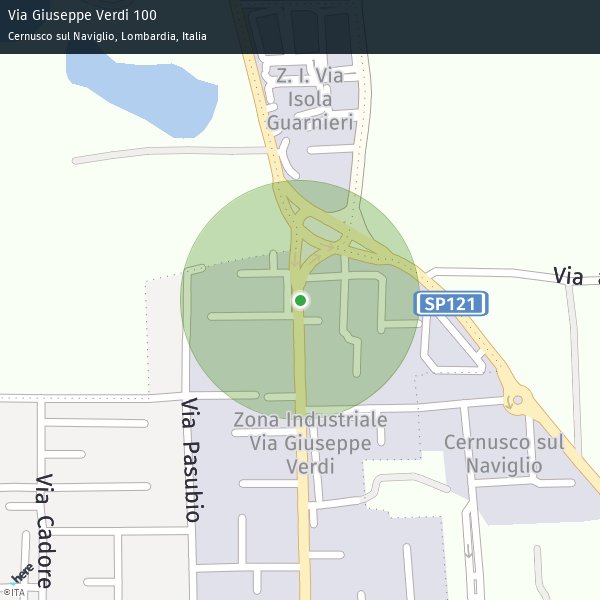 Via Giuseppe Verdi 100
Cernusco sul Naviglio, Lombardia, Italia
Z. I. Via
Isola
Guarnieri
Via
SP121
Zona Industriale
Via Giuseppe
Verdi
Cernusco sul
Naviglio
Via Pasubio
Via Cadore
here
©ITA